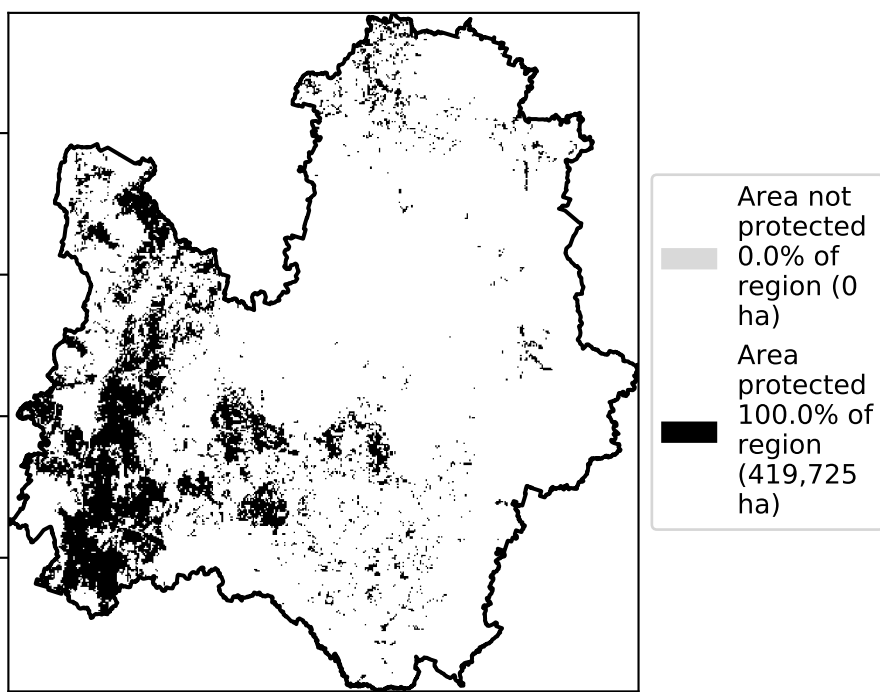 Area not
protected
0.0% of
region (0
ha)
Area
protected
100.0% of
region
(419,725
ha)